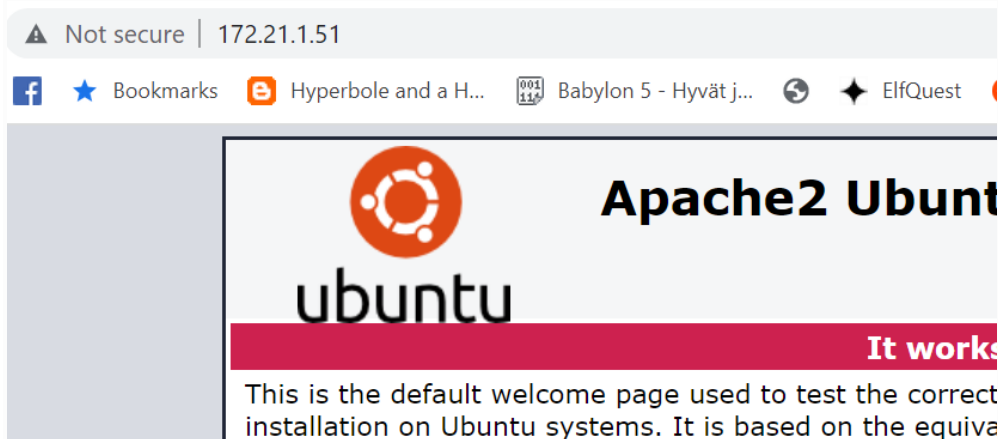 Not secure 172.21.1.51
Bookmarks Hyperbole and a H... Babylon 5 - Hyvät j... ElfQuest
Apache2 Ubunt
ubuntu
It works
This is the default welcome page used to test the correct
installation on Ubuntu systems. It is based on the equiva